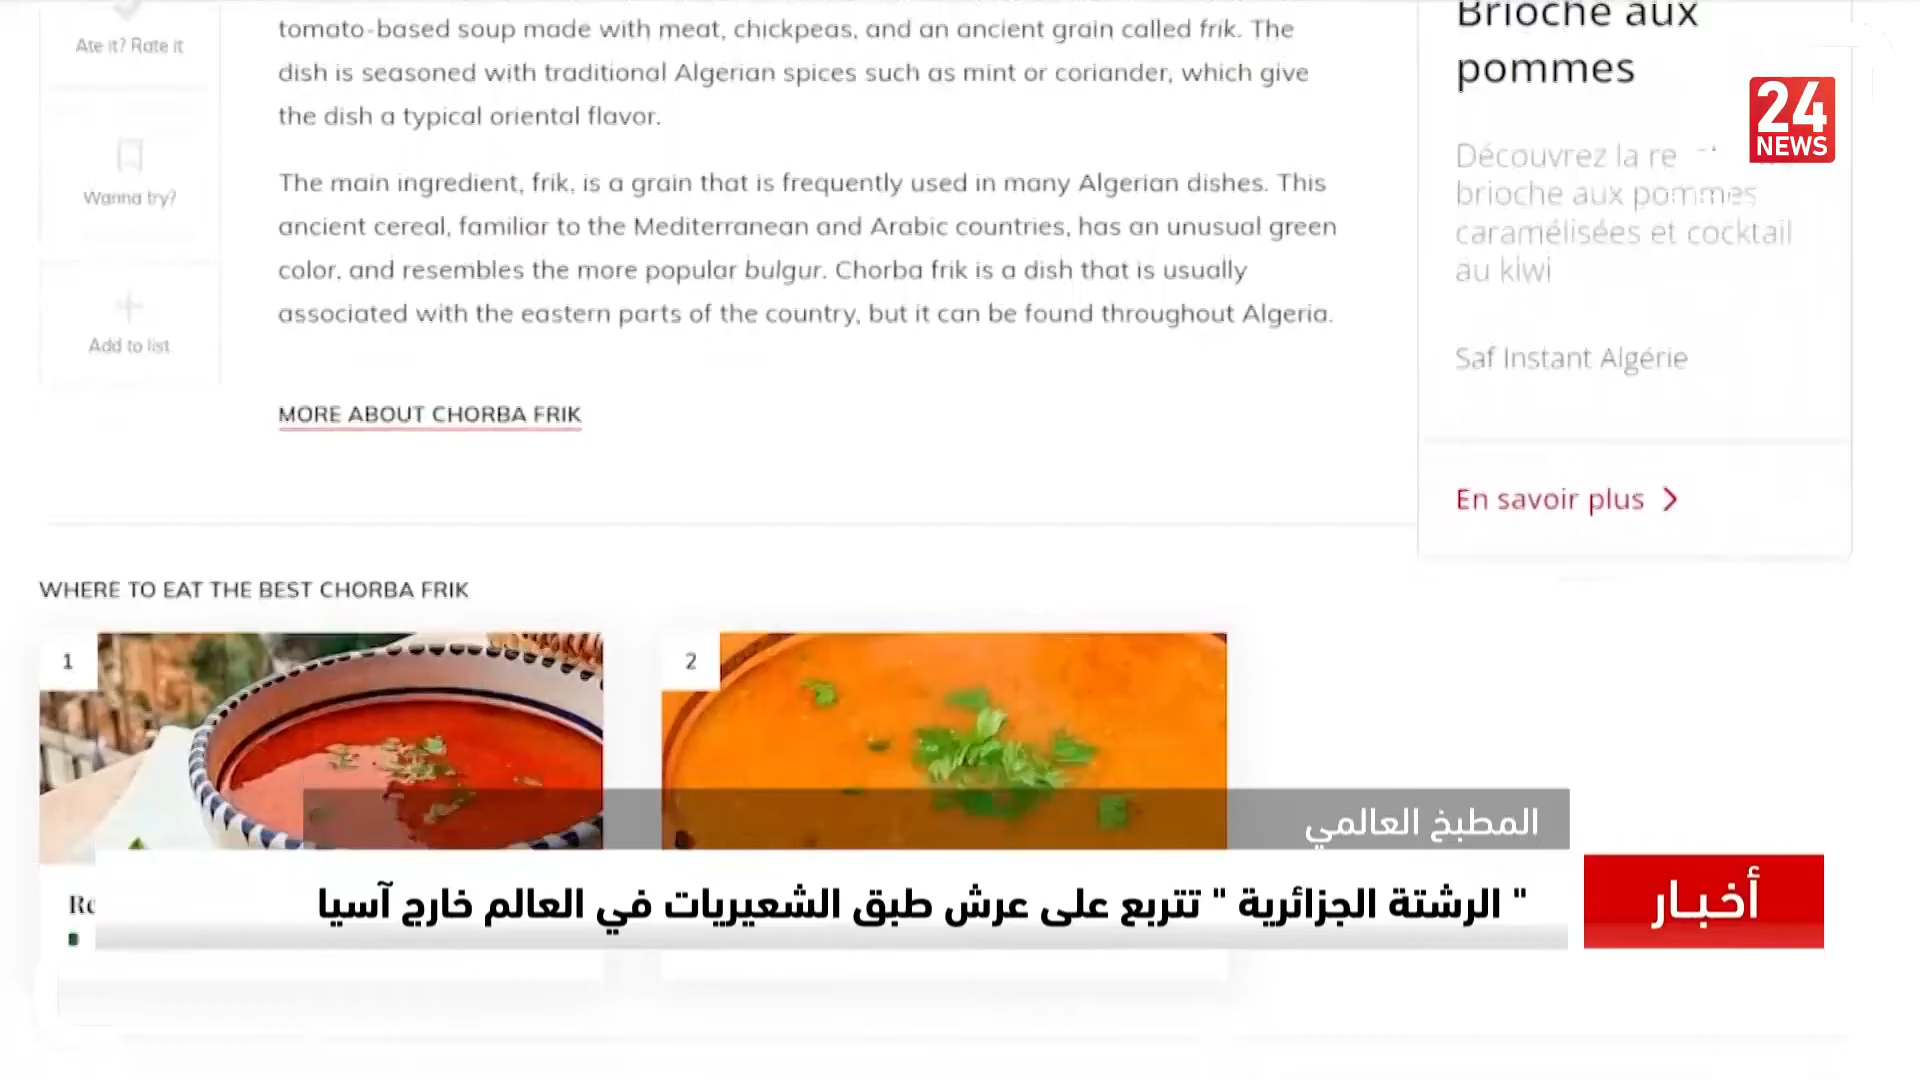 Ate it? Rate it
Wanna try?
Add to list
tomato-based soup made with meat, chickpeas, and an ancient grain called frik. The
dish is seasoned with traditional Algerian spices such as mint or coriander, which give
the dish a typical oriental flavor.
The main ingredient, frik, is a grain that is frequently used in many Algerian dishes. This
ancient cereal, familiar to the Mediterranean and Arabic countries, has an unusual green
color, and resembles the more popular bulgur. Chorba frik is a dish that is usually
associated with the eastern parts of the country, but it can be found throughout Algeria.
MORE ABOUT CHORBA FRIK
Brioche aux
pommes
24
NEWS
Découvrez la
brioche aux pommes
caramélisées et cocktail
au kiwi
Saf Instant Algérie
En savoir plus
WHERE TO EAT THE BEST CHORBA FRIK
1
2
المطبخ العالمي
" الرشتة الجزائرية " تتربع على عرش طبق الشعيريات في العالم خارج آسيا
أخبار